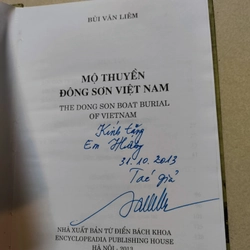 BÙI VĂN LIÊM
MỘ THUYỀN
ĐÔNG SƠN VIỆT NAM
THE DONG SON BOAT BURIAL
OF VIETNAM
Kính tặng
Em Hằng
31.10.2013
Tác giả
NHÀ XUẤT BẢN TỪ ĐIỂN BÁCH KHOA
ENCYCLOPAEDIA PUBLISHING HOUSE
HÀ NỘI - 2013